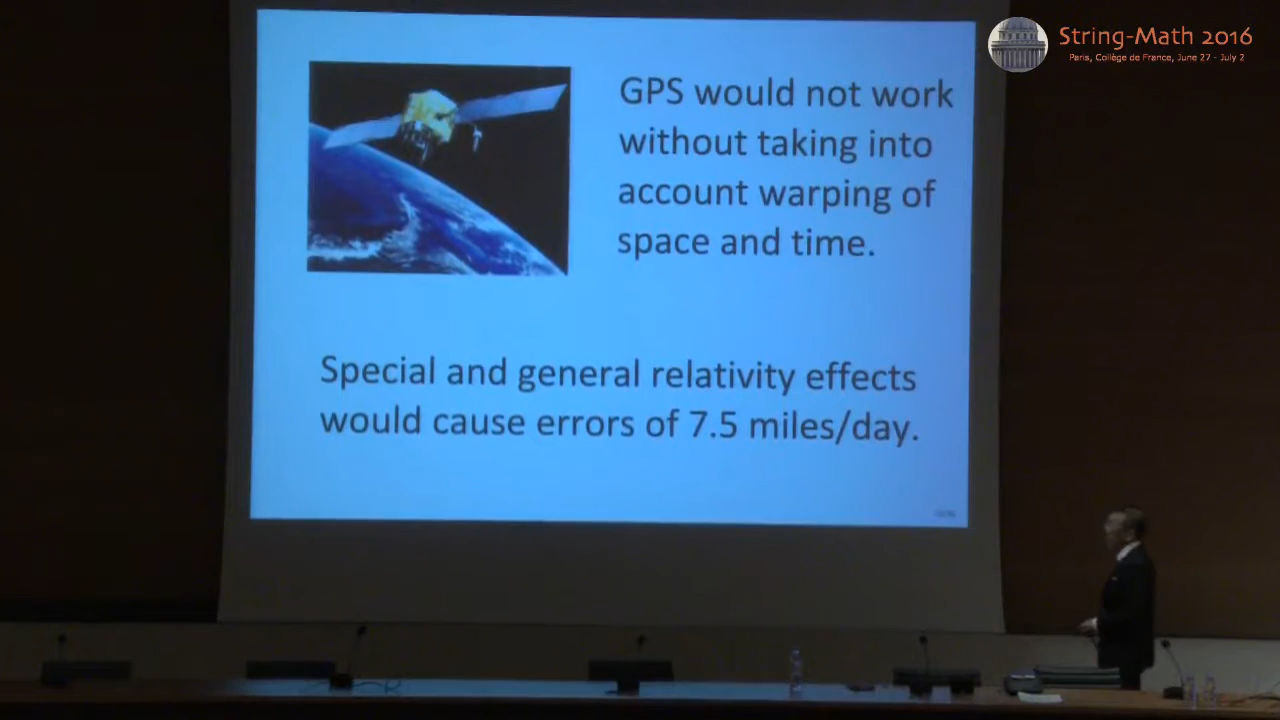 String-Math 2016
Paris, Collège de France, June 27 - July 2
GPS would not work
without taking into
account warping of
space and time.
Special and general relativity effects
would cause errors of 7.5 miles/day.